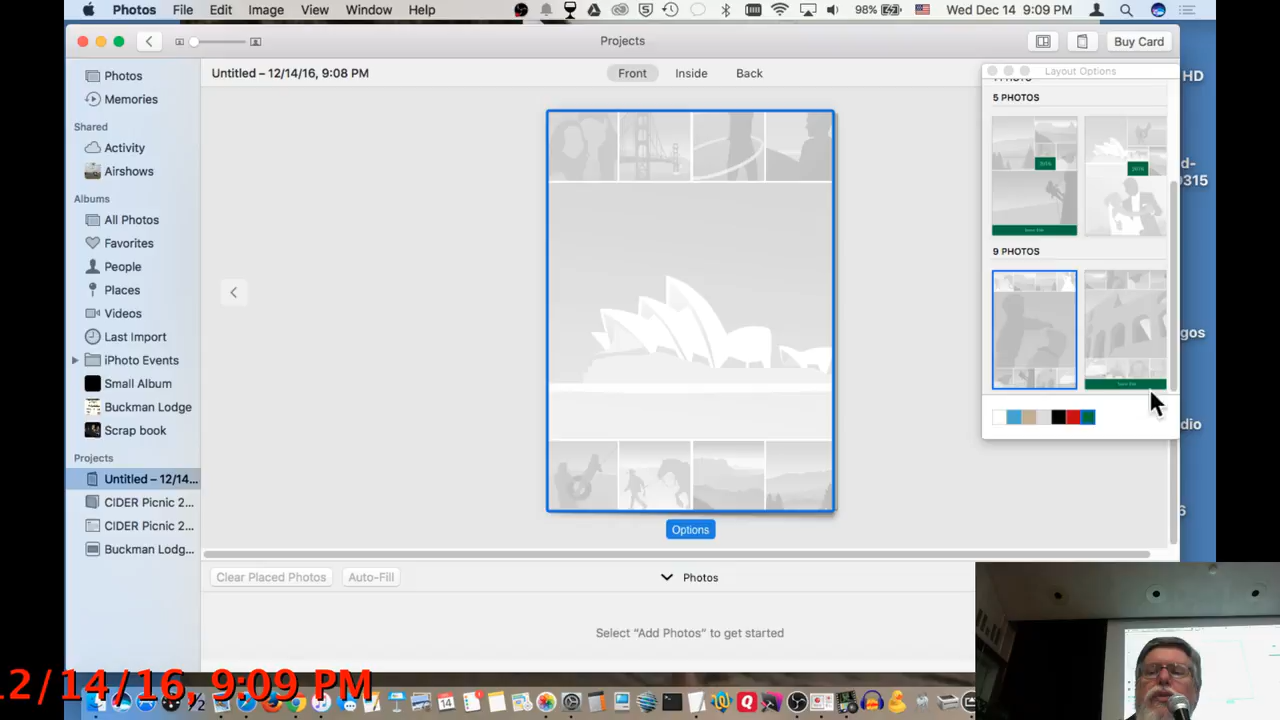 Photos File Edit Image View Window Help 98% Wed Dec 14 9:09 PM
Projects
Buy Card
Untitled – 12/14/16, 9:08 PM
Front Inside Back
Photos
Memories
Shared
Activity
Airshows
Albums
All Photos
Favorites
People
Places
Videos
Last Import
iPhoto Events
Small Album
Buckman Lodge
Scrap book
Projects
Untitled – 12/14...
CIDER Picnic 2...
CIDER Picnic 2...
Buckman Lodg...
Layout Options
5 PHOTOS
9 PHOTOS
Options
Clear Placed Photos Auto-Fill Photos
Select “Add Photos” to get started
HD
d-
0315
gos
dio
6
12/14/16, 9:09 PM